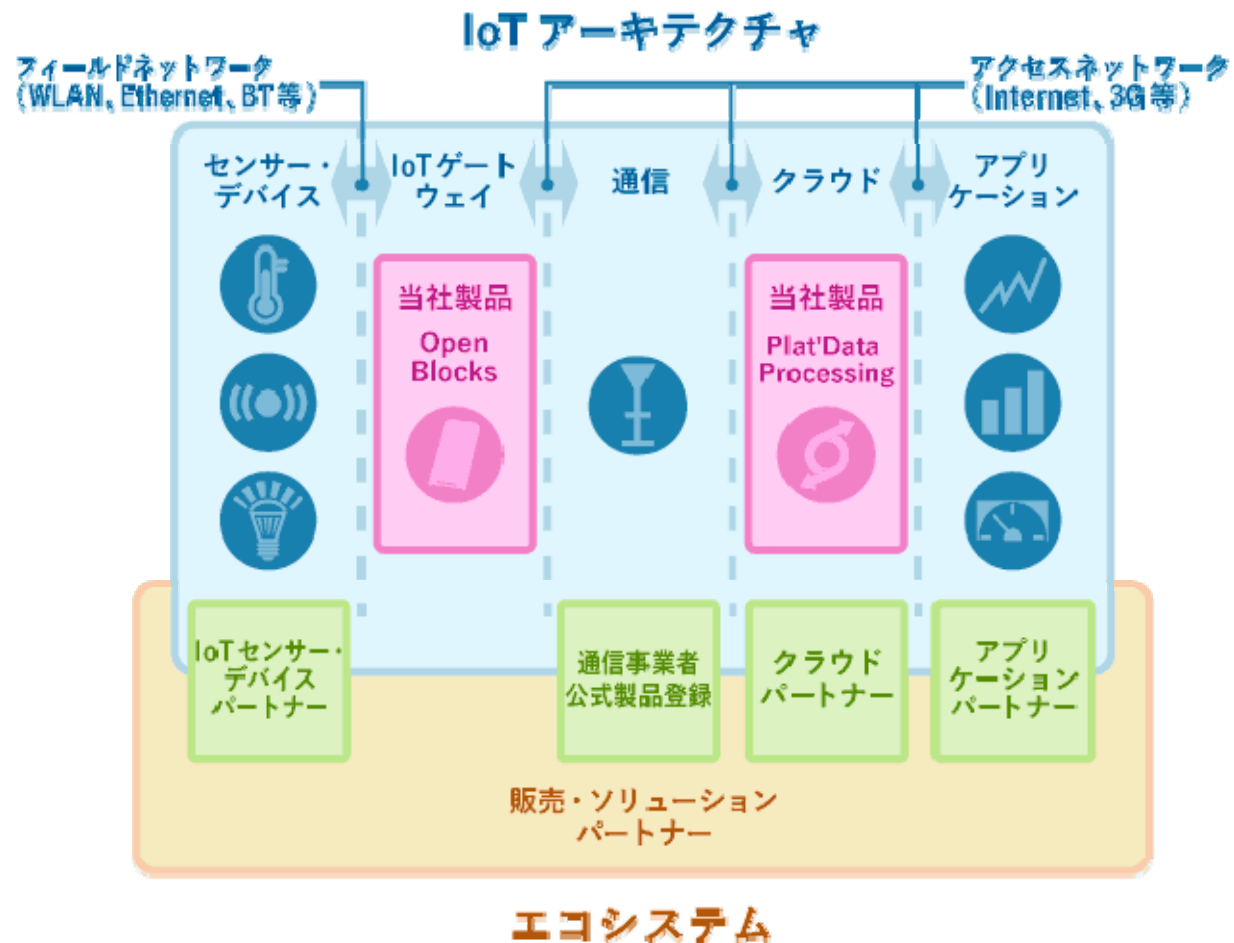 IoT アーキテクチャ
フィールドネットワーク
（WLAN、Ethernet、BT 等）
アクセスネットワーク
（Internet、3G 等）
センサー・
デバイス
IoT ゲート
ウェイ
通信
クラウド
アプリ
ケーション
当社製品
Open
Blocks
当社製品
Plat'Data
Processing
IoT センサー・
デバイス
パートナー
通信事業者
公式製品登録
クラウド
パートナー
アプリ
ケーション
パートナー
販売・ソリューション
パートナー
エコシステム